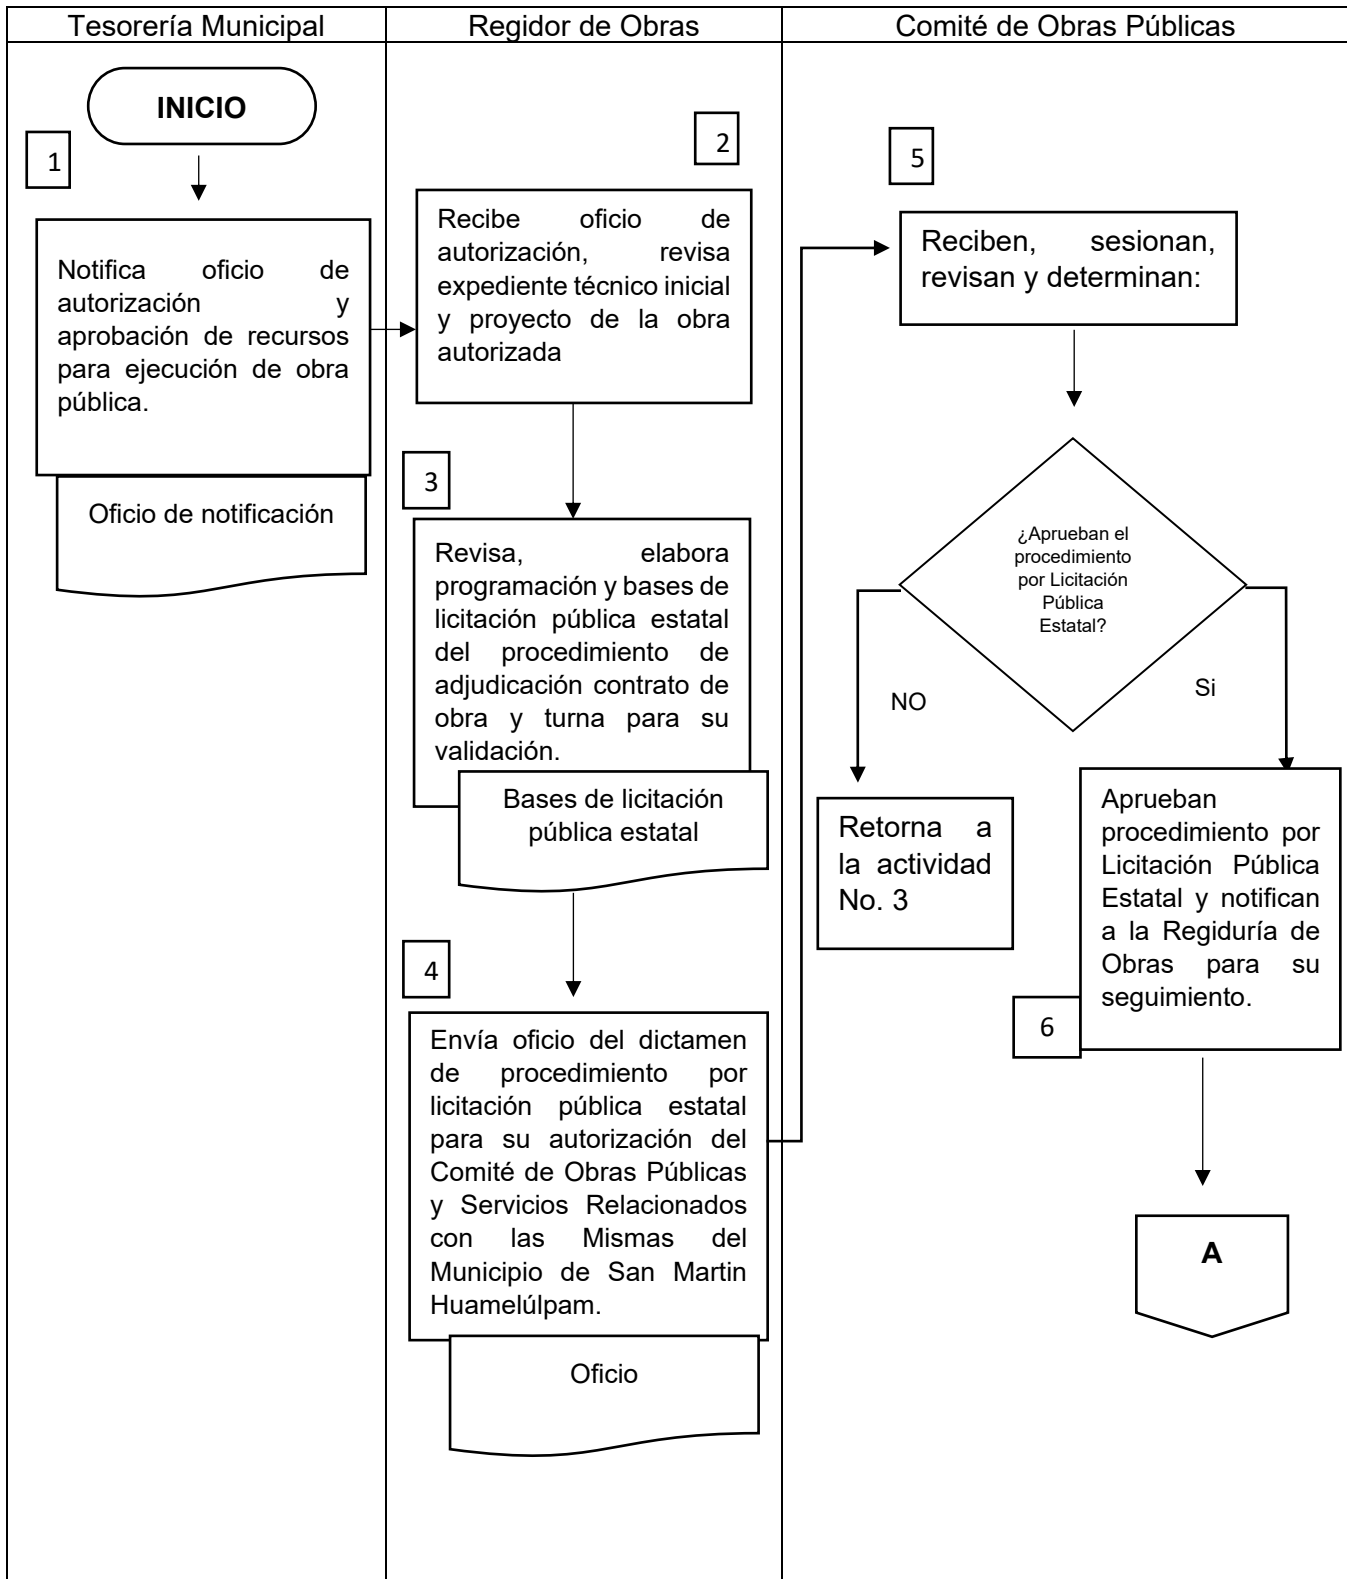 Tesorería Municipal
Regidor de Obras
Comité de Obras Públicas
INICIO
1
Notifica oficio de
autorización y
aprobación de recursos
para ejecución de obra
pública.
Oficio de notificación
2
Recibe oficio de
autorización, revisa
expediente técnico inicial
y proyecto de la obra
autorizada
3
Revisa, elabora
programación y bases de
licitación pública estatal
del procedimiento de
adjudicación contrato de
obra y turna para su
validación.
Bases de licitación
pública estatal
4
Envía oficio del dictamen
de procedimiento por
licitación pública estatal
para su autorización del
Comité de Obras Públicas
y Servicios Relacionados
con las Mismas del
Municipio de San Martin
Huamelúlpam.
Oficio
5
Reciben, sesionan,
revisan y determinan:
¿Aprueban el
procedimiento
por Licitación
Pública
Estatal?
NO
Si
Retorna a
la actividad
No. 3
Aprueban
procedimiento por
Licitación Pública
Estatal y notifican
a la Regiduría de
Obras para su
seguimiento.
6
A